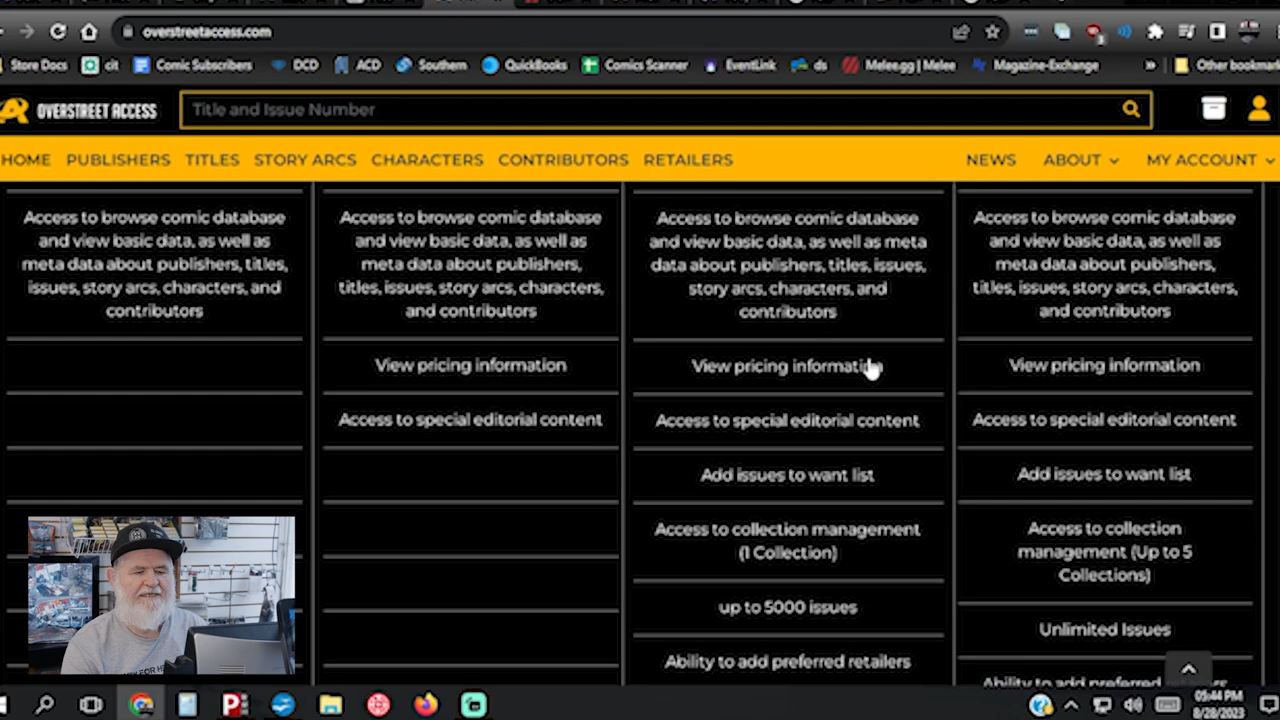 overstreetaccess.com
Store Docs cit Comic Subscribers DCD ACD Southern QuickBooks Comics Scanner EventLink ds Melee.gg | Melee Magazine-Exchange » Other bookmark
OVERSTREET ACCESS Title and Issue Number
HOME PUBLISHERS TITLES STORY ARCS CHARACTERS CONTRIBUTORS RETAILERS NEWS ABOUT MY ACCOUNT
Access to browse comic database
and view basic data, as well as
meta data about publishers, titles,
issues, story arcs, characters, and
contributors
Access to browse comic database
and view basic data, as well as
meta data about publishers,
titles, issues, story arcs, characters,
and contributors
View pricing information
Access to special editorial content
Access to browse comic database
and view basic data, as well as meta
data about publishers, titles, issues,
story arcs, characters, and
contributors
View pricing information
Access to special editorial content
Add issues to want list
Access to collection management
(1 Collection)
up to 5000 issues
Ability to add preferred retailers
Access to browse comic database
and view basic data, as well as
meta data about publishers,
titles, issues, story arcs, characters,
and contributors
View pricing information
Access to special editorial content
Add issues to want list
Access to collection
management (Up to 5
Collections)
Unlimited Issues
Ability to add preferred retailers
05:44 PM
8/28/2023